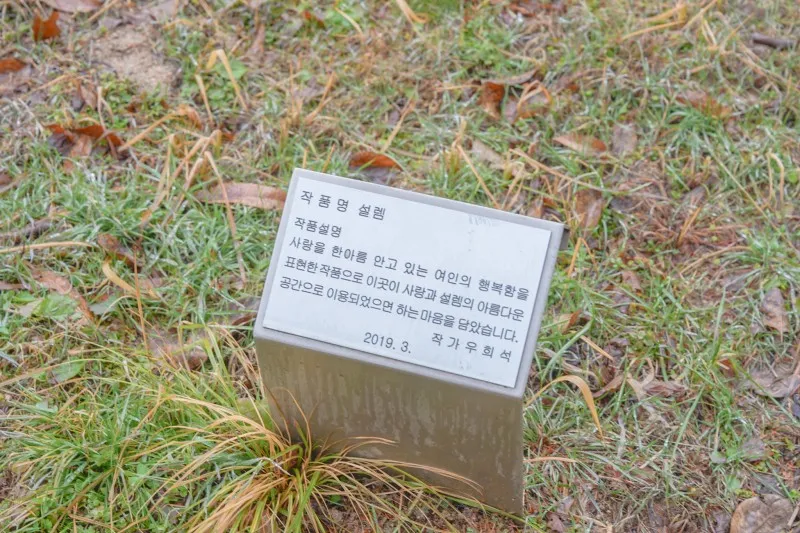 작품명 설렘
작품설명
사랑을 한아름 안고 있는 여인의 행복함을
표현한 작품으로 이곳이 사랑과 설렘의 아름다운
공간으로 이용되었으면 하는 마음을 담았습니다.
2019. 3. 작가 우희석